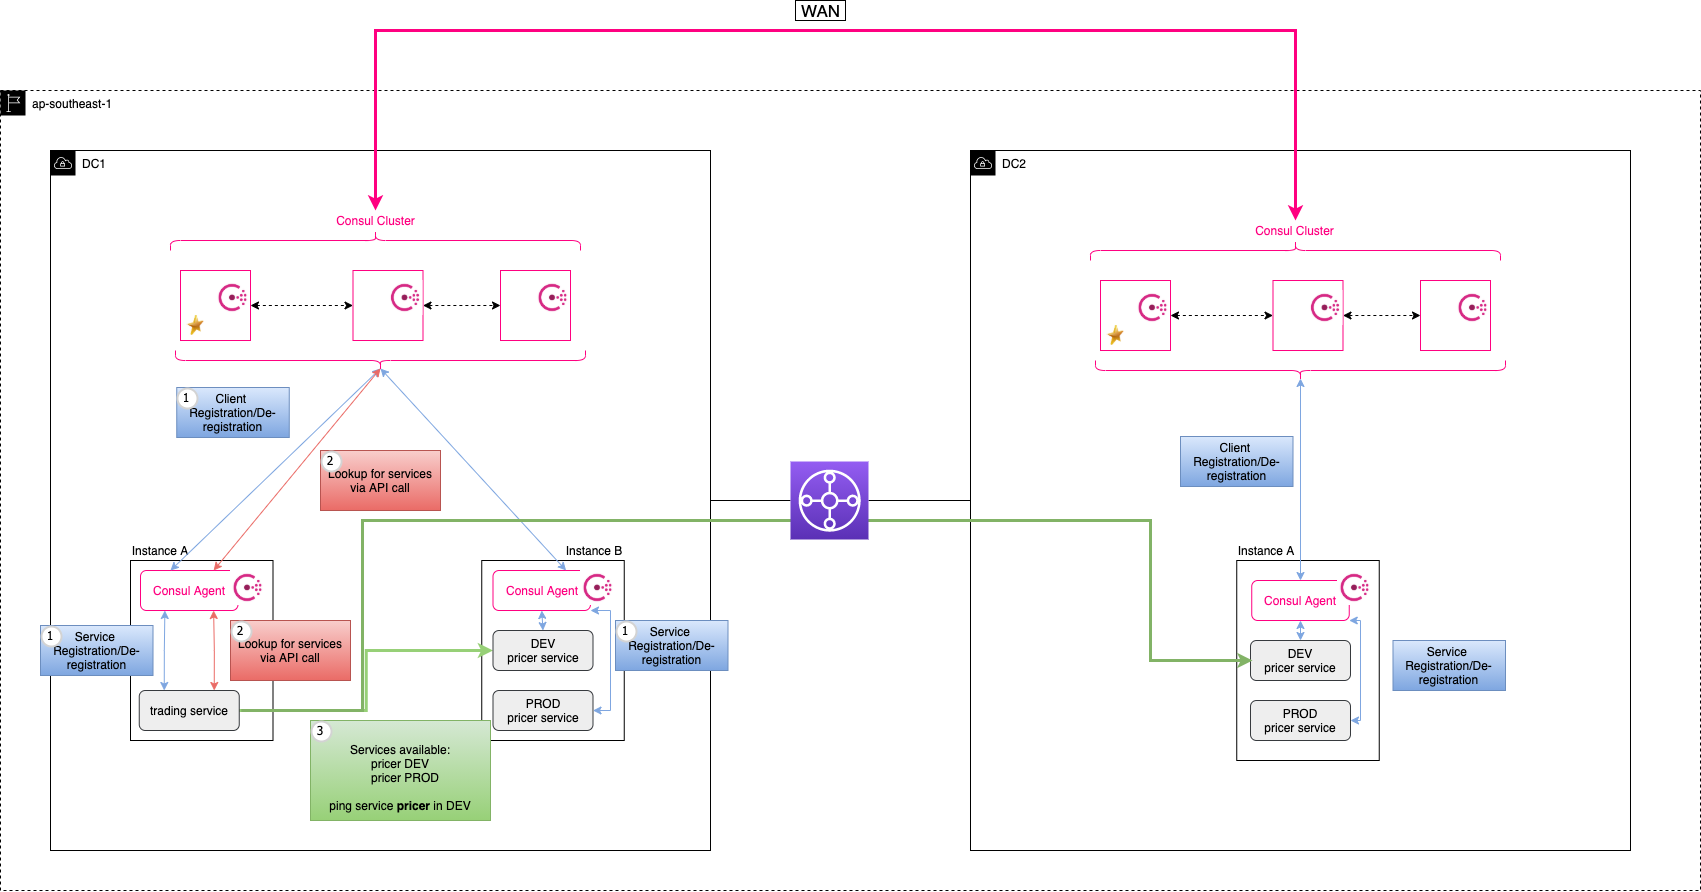 WAN
ap-southeast-1
DC1
DC2
Consul Cluster
Consul Cluster
1
Client
Registration/De-
registration
2
Lookup for services
via API call
Client
Registration/De-
registration
Instance A
Instance B
Instance A
Consul Agent
Consul Agent
Consul Agent
1
Service
Registration/De-
registration
2
Lookup for services
via API call
DEV
pricer service
1
Service
Registration/De-
registration
DEV
pricer service
Service
Registration/De-
registration
trading service
PROD
pricer service
PROD
pricer service
3
Services available:
pricer DEV
pricer PROD
ping service pricer in DEV